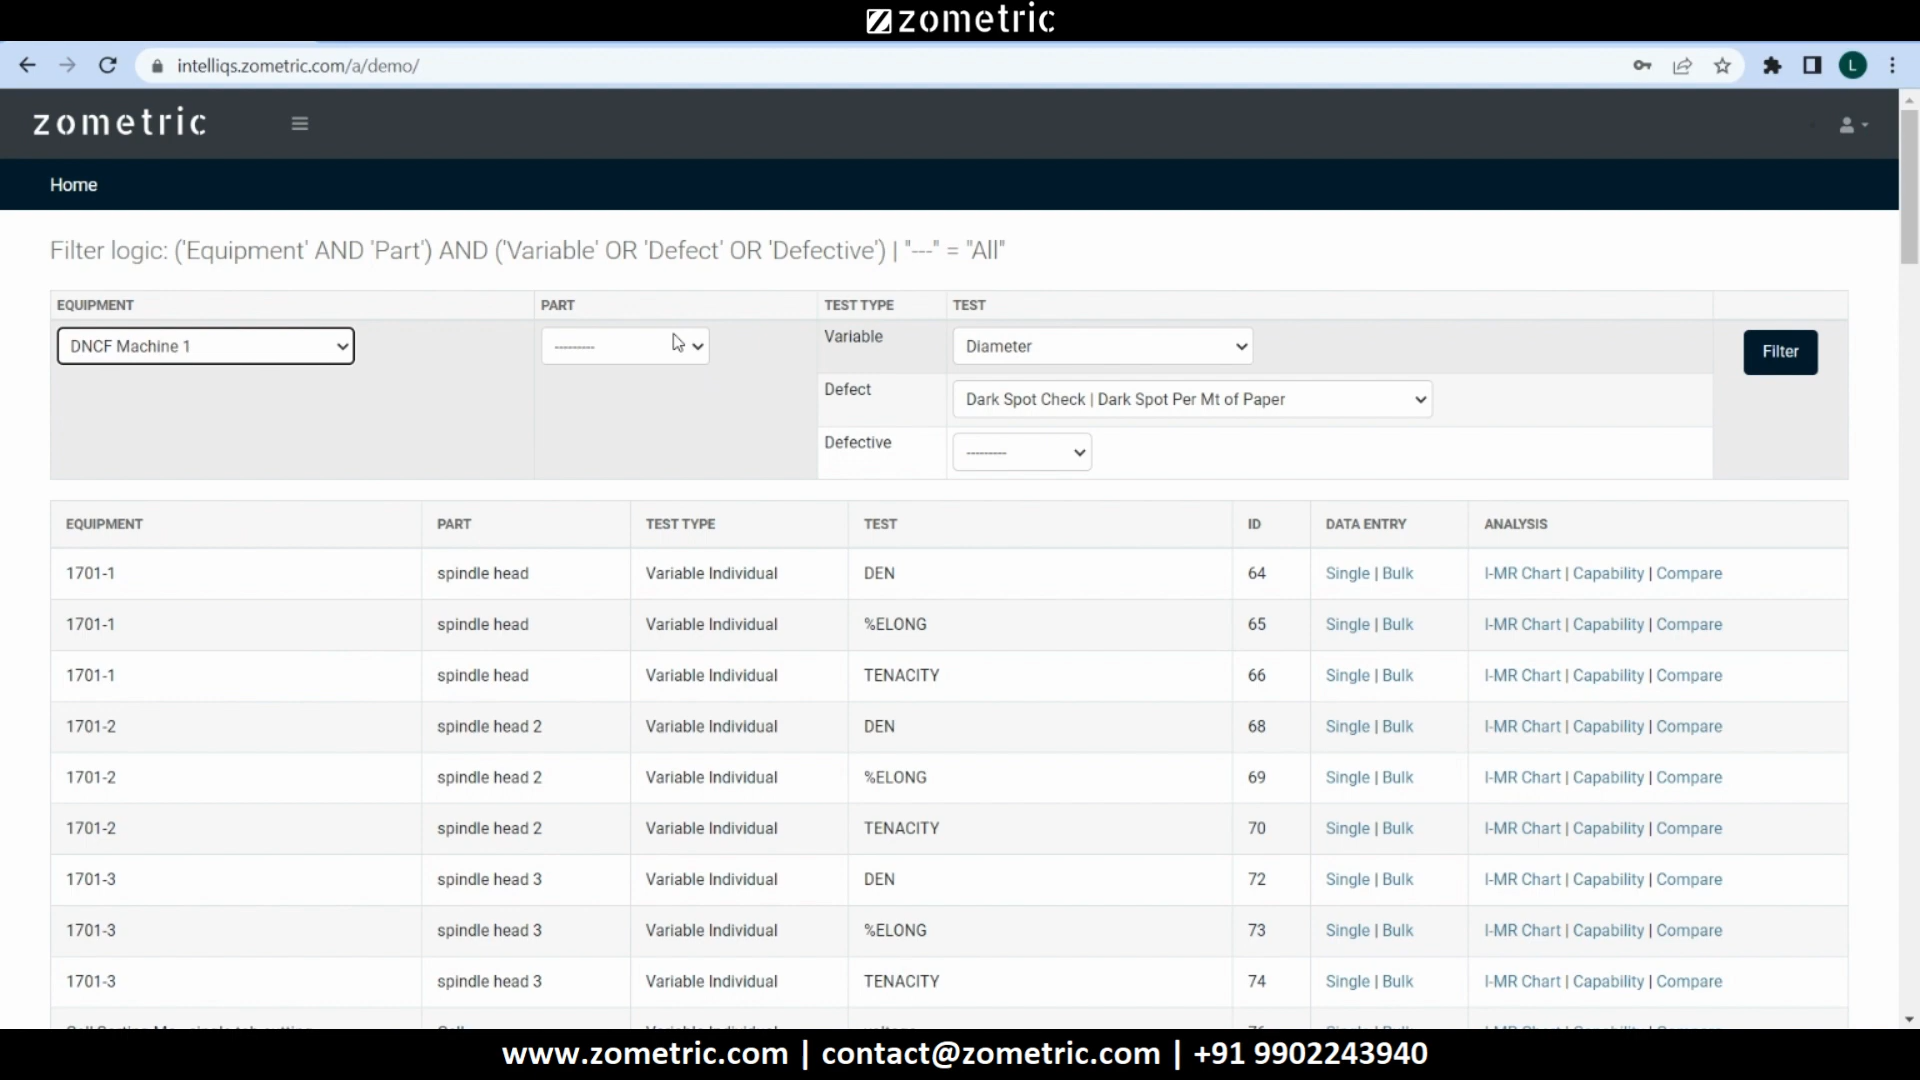 zometric
intelliqs.zometric.com/a/demo/
L
zometric
Home
Filter logic: ('Equipment' AND 'Part') AND ('Variable' OR 'Defect' OR 'Defective') | "---" = "All"
EQUIPMENT PART TEST TYPE TEST
DNCF Machine 1 --------- Variable Diameter Filter
Defect Dark Spot Check | Dark Spot Per Mt of Paper
Defective ---------
EQUIPMENT PART TEST TYPE TEST ID DATA ENTRY ANALYSIS
1701-1 spindle head Variable Individual DEN 64 Single | Bulk I-MR Chart | Capability | Compare
1701-1 spindle head Variable Individual %ELONG 65 Single | Bulk I-MR Chart | Capability | Compare
1701-1 spindle head Variable Individual TENACITY 66 Single | Bulk I-MR Chart | Capability | Compare
1701-2 spindle head 2 Variable Individual DEN 68 Single | Bulk I-MR Chart | Capability | Compare
1701-2 spindle head 2 Variable Individual %ELONG 69 Single | Bulk I-MR Chart | Capability | Compare
1701-2 spindle head 2 Variable Individual TENACITY 70 Single | Bulk I-MR Chart | Capability | Compare
1701-3 spindle head 3 Variable Individual DEN 72 Single | Bulk I-MR Chart | Capability | Compare
1701-3 spindle head 3 Variable Individual %ELONG 73 Single | Bulk I-MR Chart | Capability | Compare
1701-3 spindle head 3 Variable Individual TENACITY 74 Single | Bulk I-MR Chart | Capability | Compare
www.zometric.com | contact@zometric.com | +91 9902243940